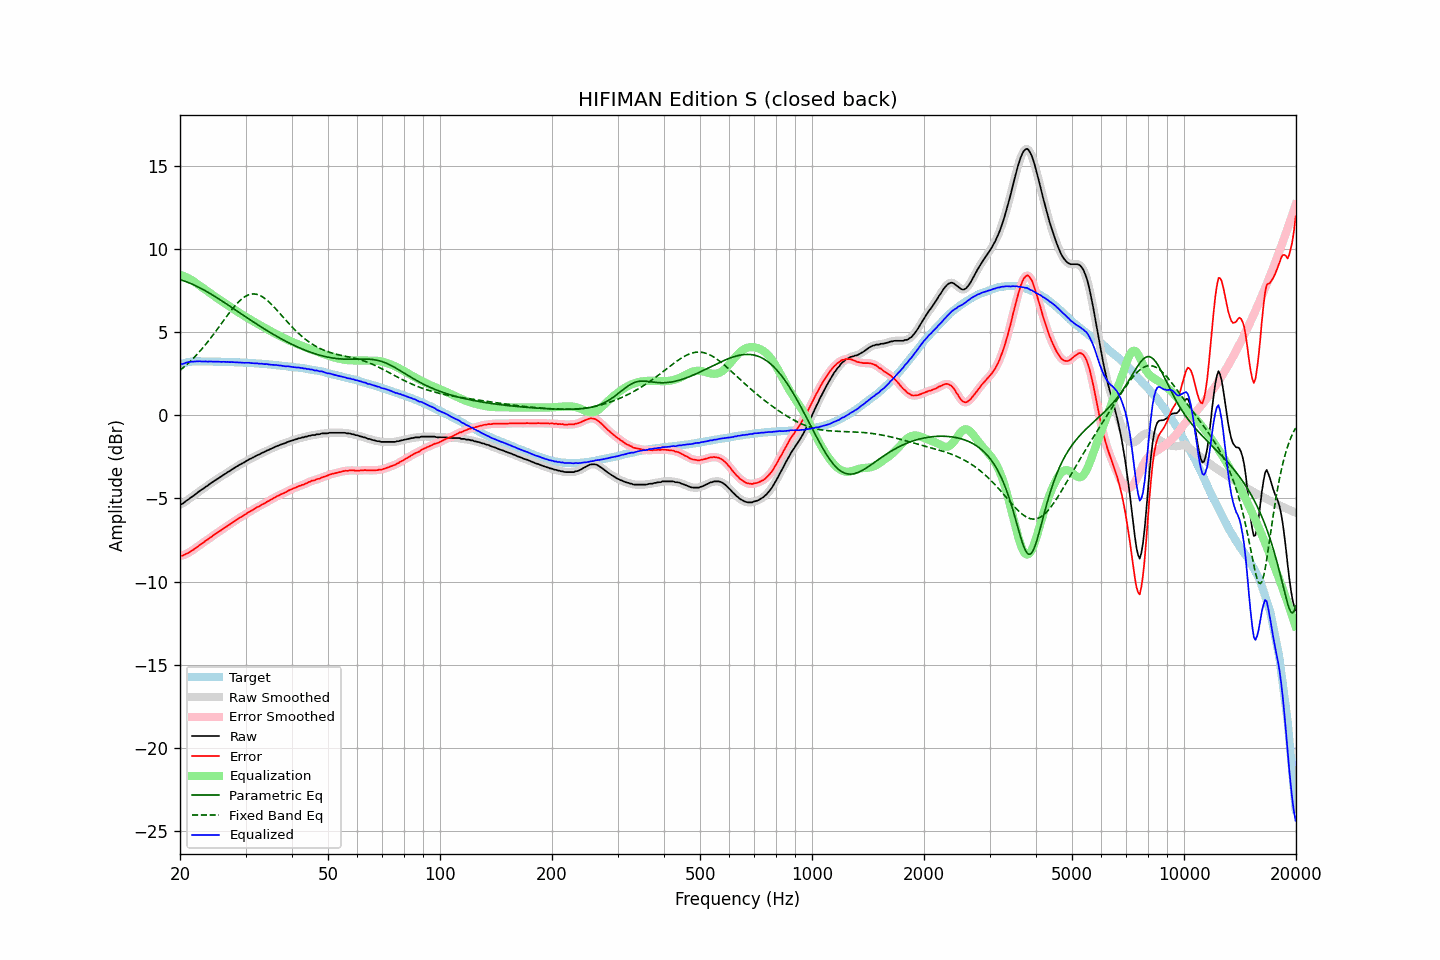 HIFIMAN Edition S (closed back)
Amplitude (dBr)
15
10
5
0
−5
−10
−15
−20
−25
Target
Raw Smoothed
Error Smoothed
Raw
Error
Equalization
Parametric Eq
Fixed Band Eq
Equalized
20 50 100 200 500 1000 2000 5000 10000 20000
Frequency (Hz)